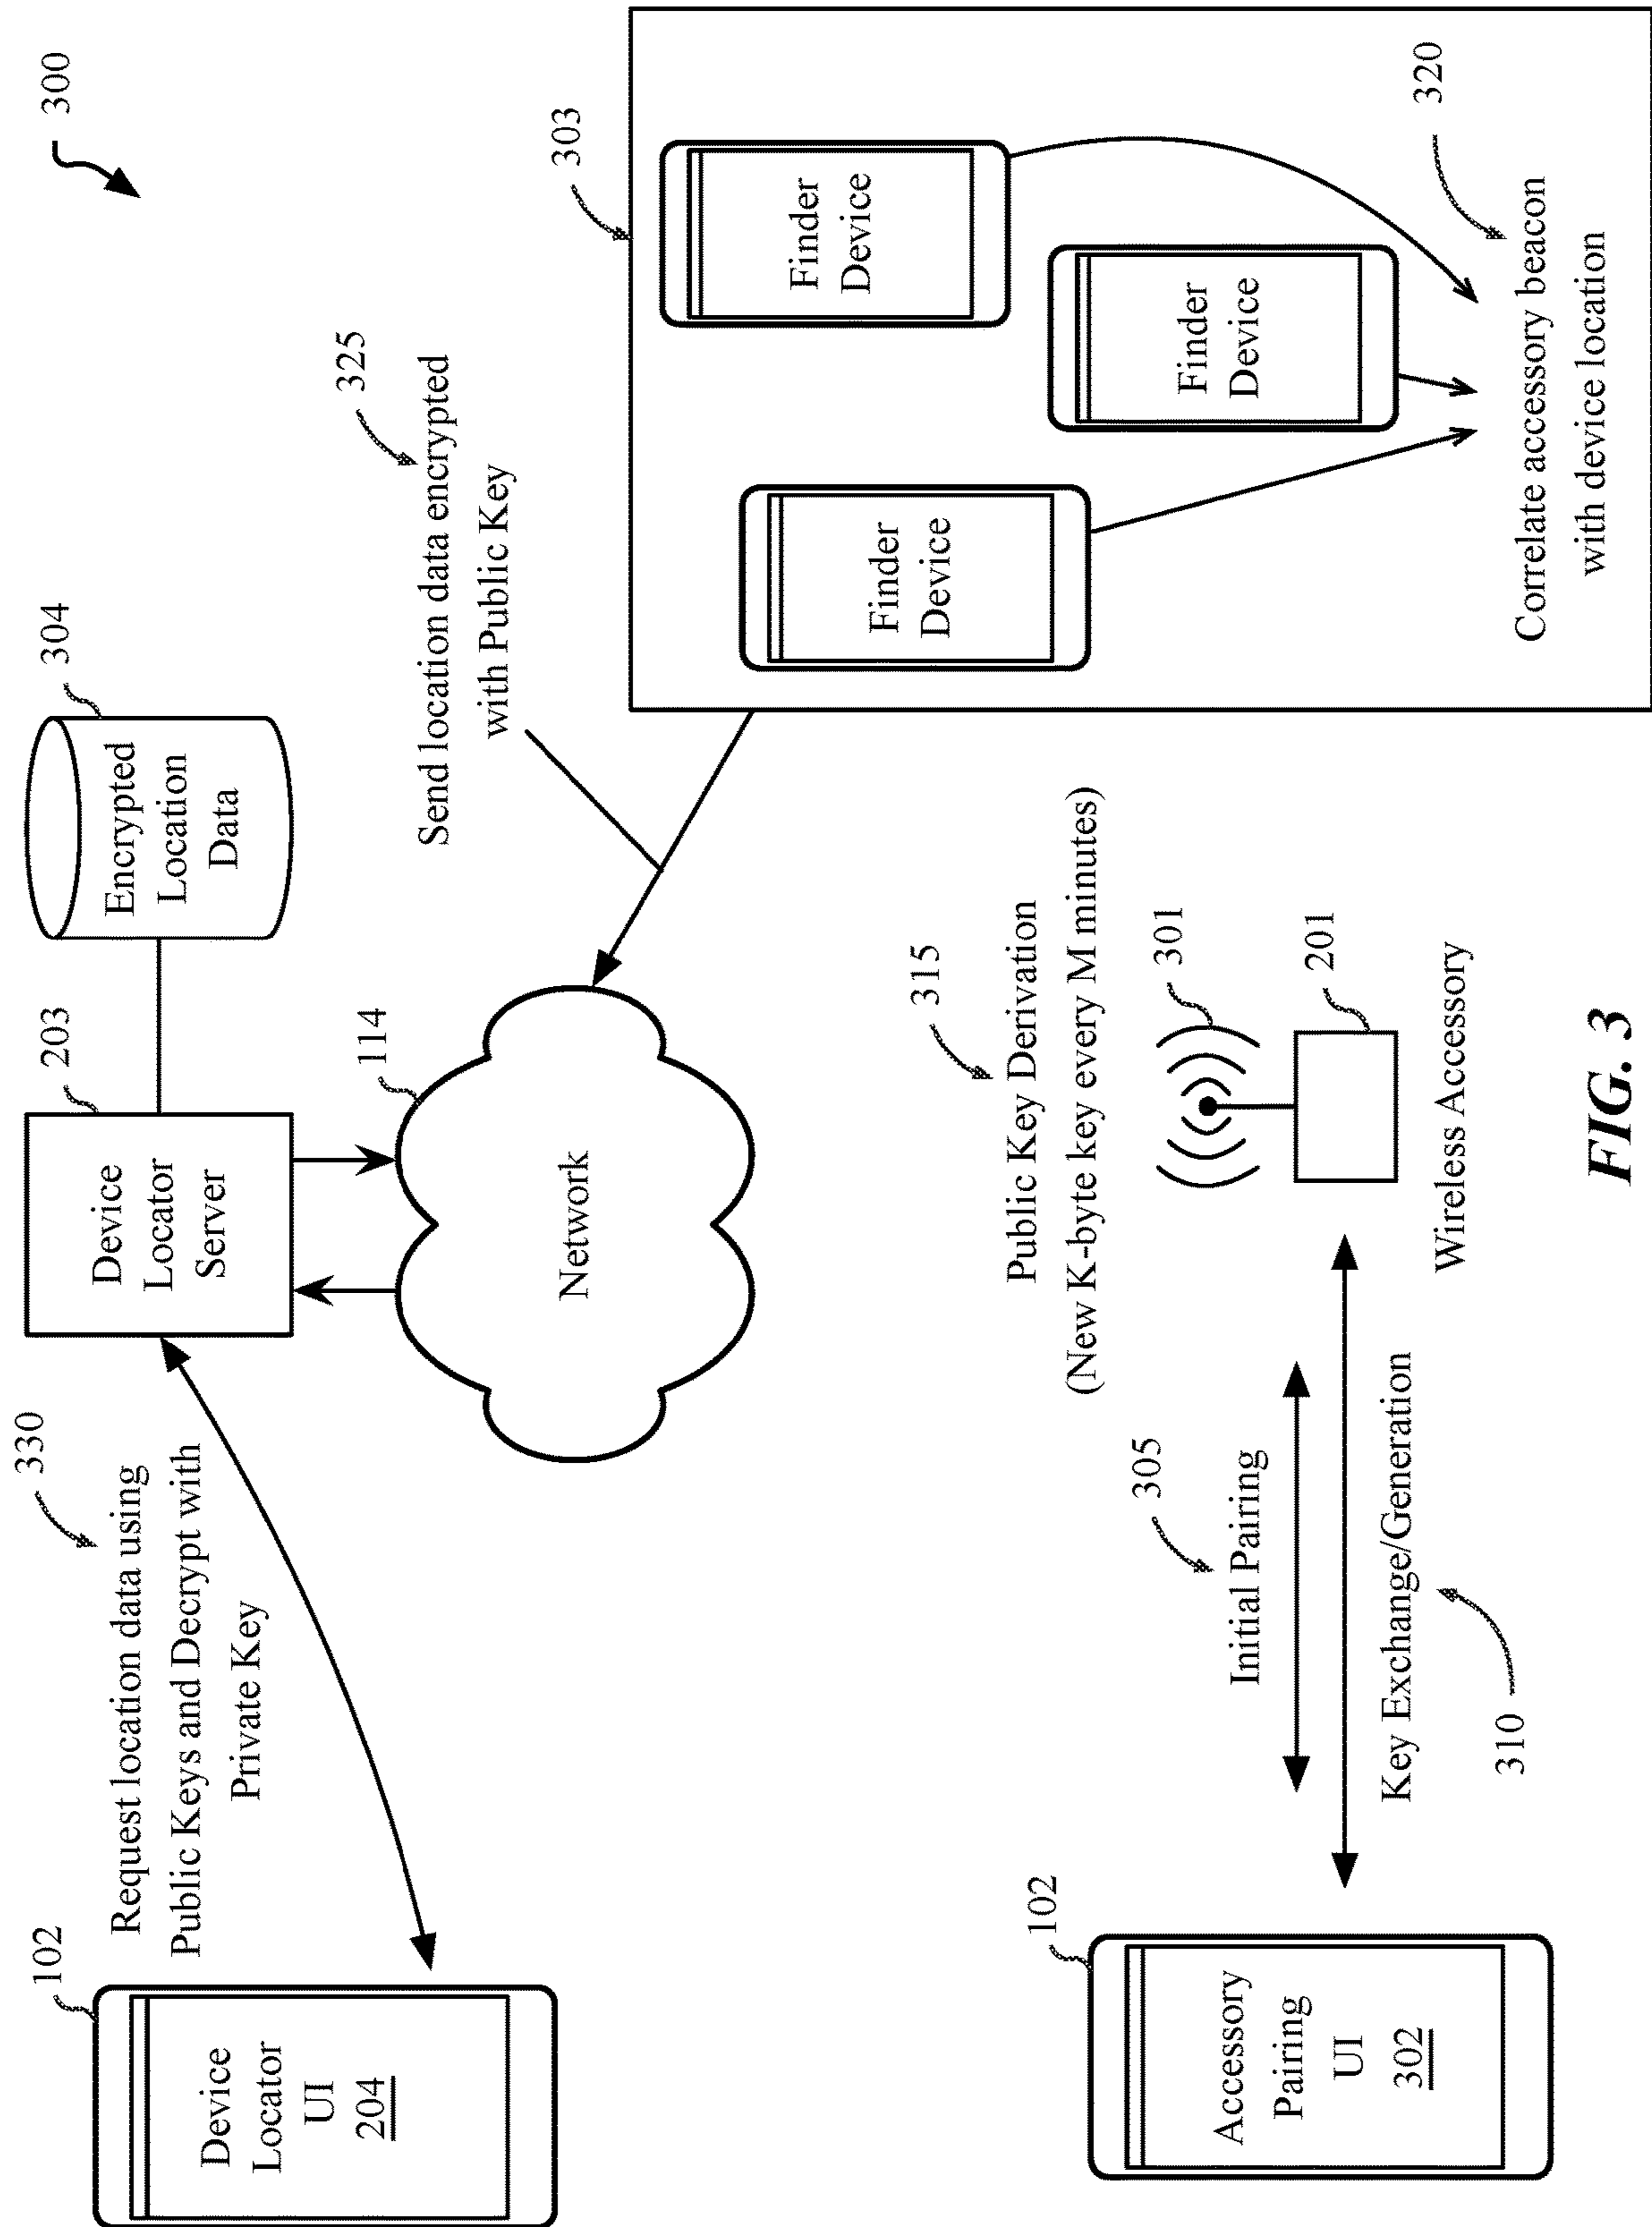 300
330
Request location data using
Public Keys and Decrypt with
Private Key
102
Device
Locator
UI
204
203
Device
Locator
Server
304
Encrypted
Location
Data
114
Network
325
Send location data encrypted
with Public Key
303
Finder
Device
Finder
Device
Finder
Device
320
Correlate accessory beacon
with device location
102
Accessory
Pairing
UI
302
305
Initial Pairing
Key Exchange/Generation
310
315
Public Key Derivation
(New K-byte key every M minutes)
301
201
Wireless Accessory
FIG. 3